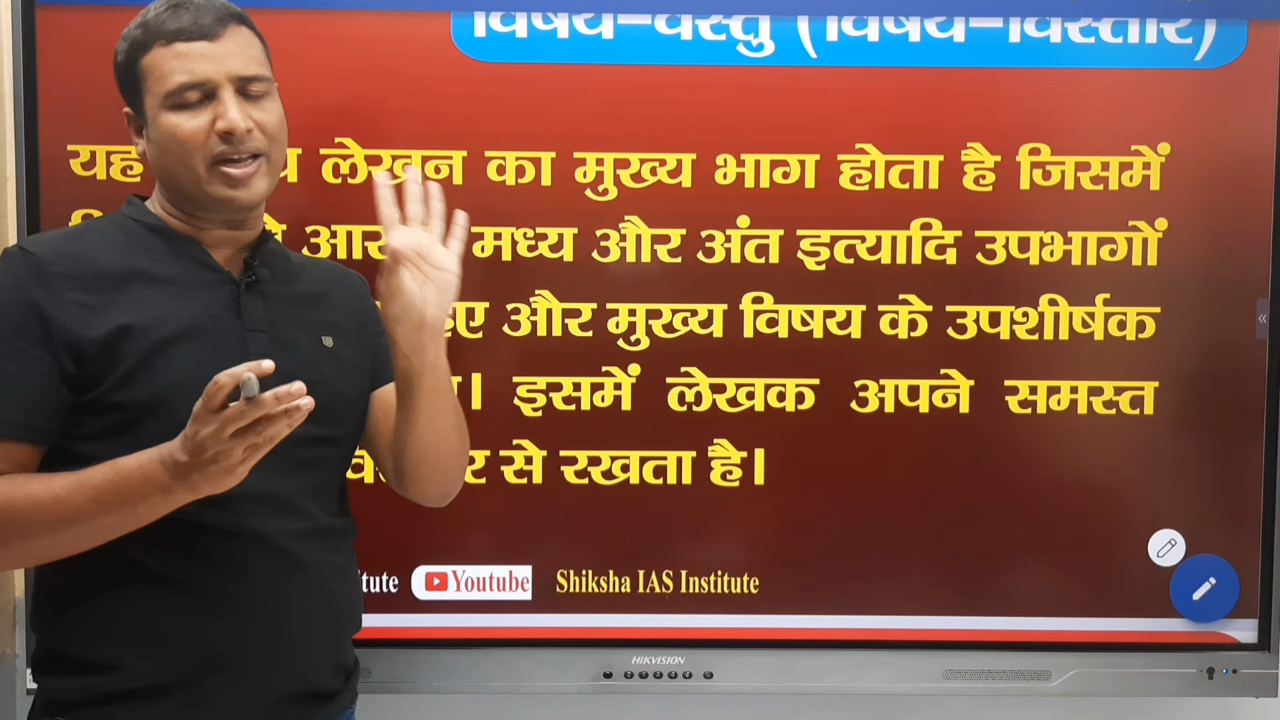 विषय–वस्तु (विषय–विस्तार)
यह लेखन का मुख्य भाग होता है जिसमें
मध्य और अंत इत्यादि उपभागों
और मुख्य विषय के उपशीर्षक
इसमें लेखक अपने समस्त
से रखता है।
Youtube Shiksha IAS Institute
HIKVISION